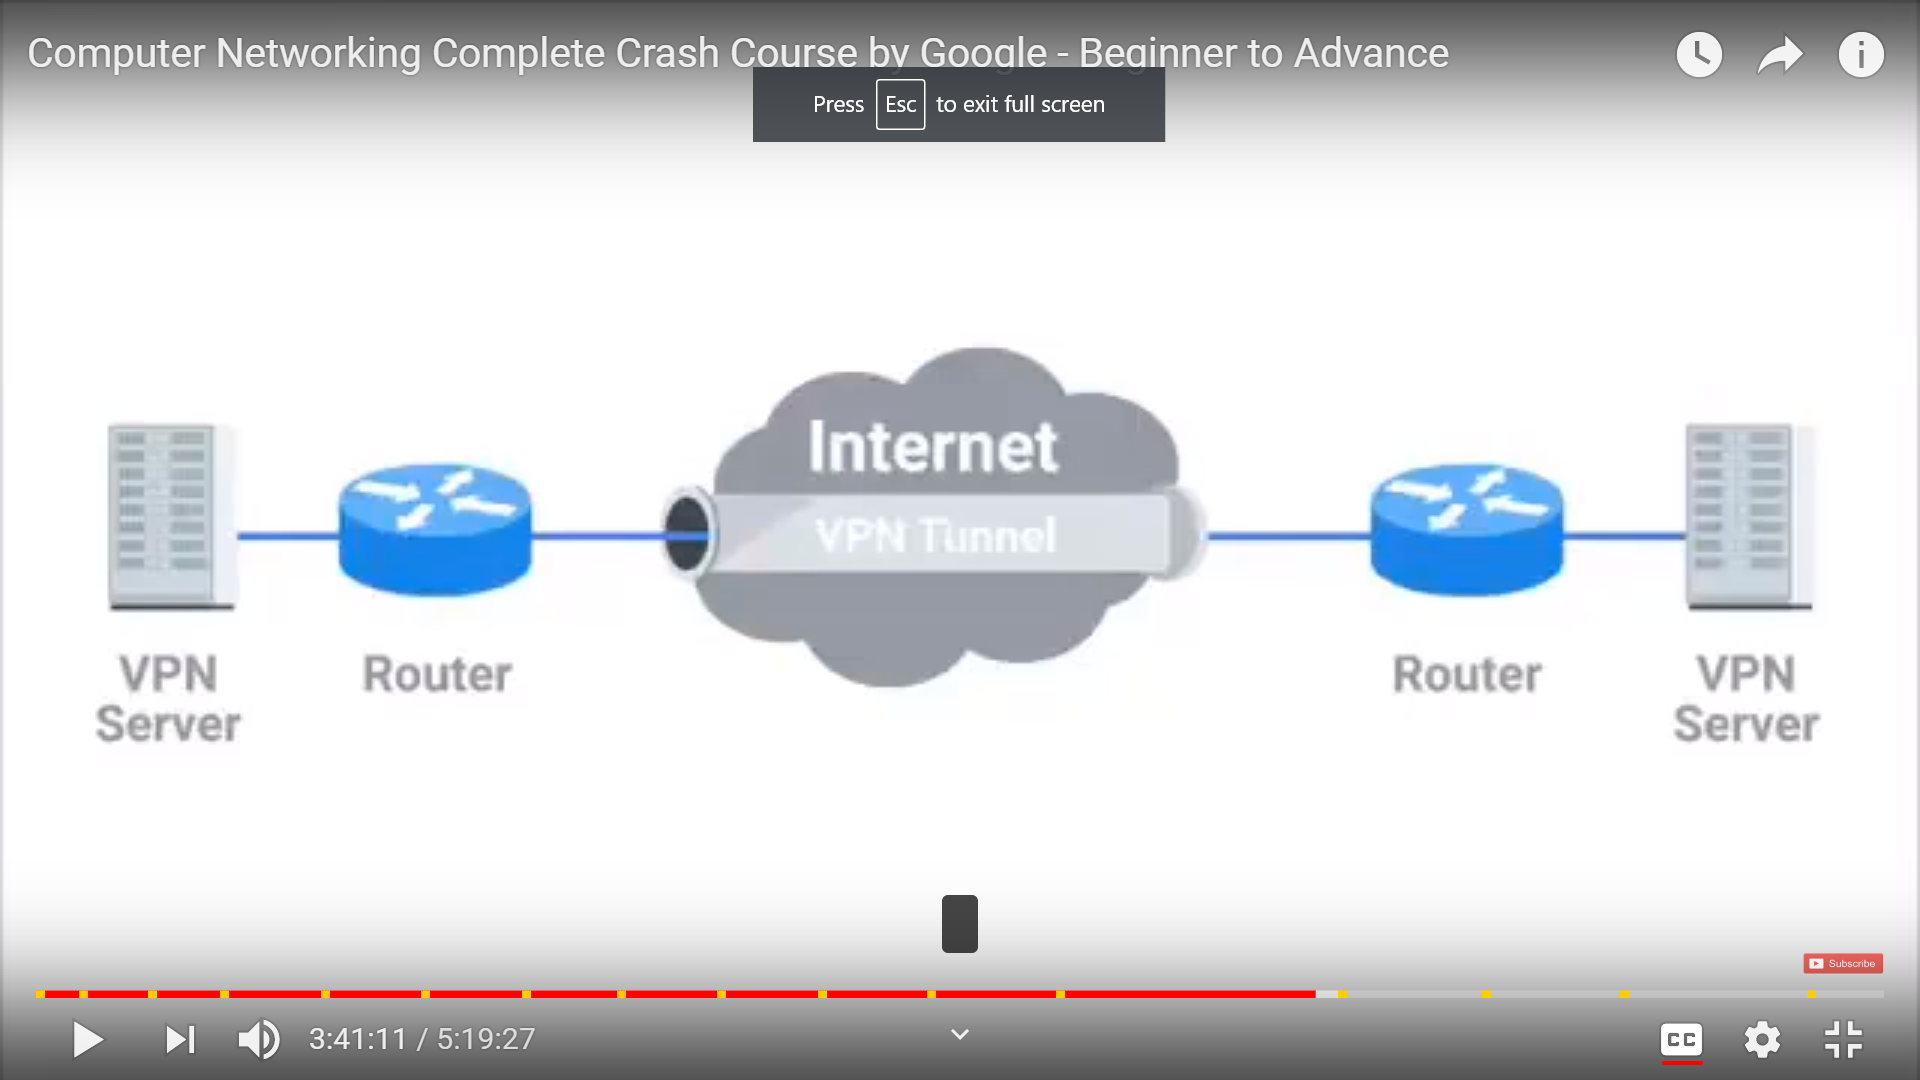 Computer Networking Complete Crash Course by Google - Beginner to Advance
Press Esc to exit full screen
Internet
VPN Tunnel
VPN
Server
Router
Router
VPN
Server
Subscribe
3:41:11 / 5:19:27
CC